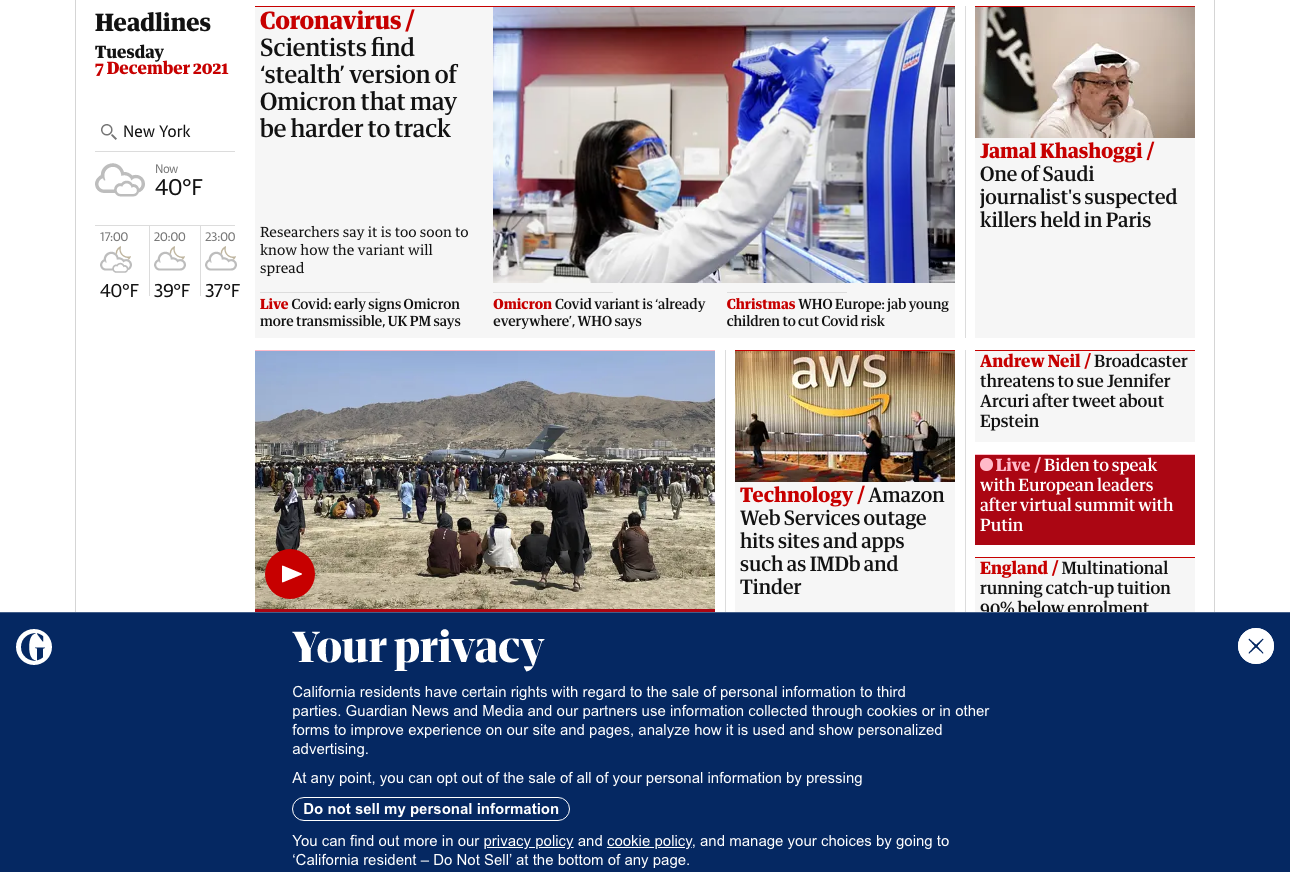 Headlines
Tuesday
7 December 2021
New York
Now
40°F
17:00
20:00
23:00
40°F
39°F
37°F
Coronavirus /
Scientists find
‘stealth’ version of
Omicron that may
be harder to track
Researchers say it is too soon to
know how the variant will
spread
Live Covid: early signs Omicron
more transmissible, UK PM says
Omicron Covid variant is ‘already
everywhere’, WHO says
Christmas WHO Europe: jab young
children to cut Covid risk
Jamal Khashoggi /
One of Saudi
journalist's suspected
killers held in Paris
aws
Technology / Amazon
Web Services outage
hits sites and apps
such as IMDb and
Tinder
Andrew Neil / Broadcaster
threatens to sue Jennifer
Arcuri after tweet about
Epstein
Live / Biden to speak
with European leaders
after virtual summit with
Putin
England / Multinational
running catch-up tuition
90% below enrolment
Your privacy
California residents have certain rights with regard to the sale of personal information to third
parties. Guardian News and Media and our partners use information collected through cookies or in other
forms to improve experience on our site and pages, analyze how it is used and show personalized
advertising.
At any point, you can opt out of the sale of all of your personal information by pressing
Do not sell my personal information
You can find out more in our privacy policy and cookie policy, and manage your choices by going to
‘California resident – Do Not Sell’ at the bottom of any page.